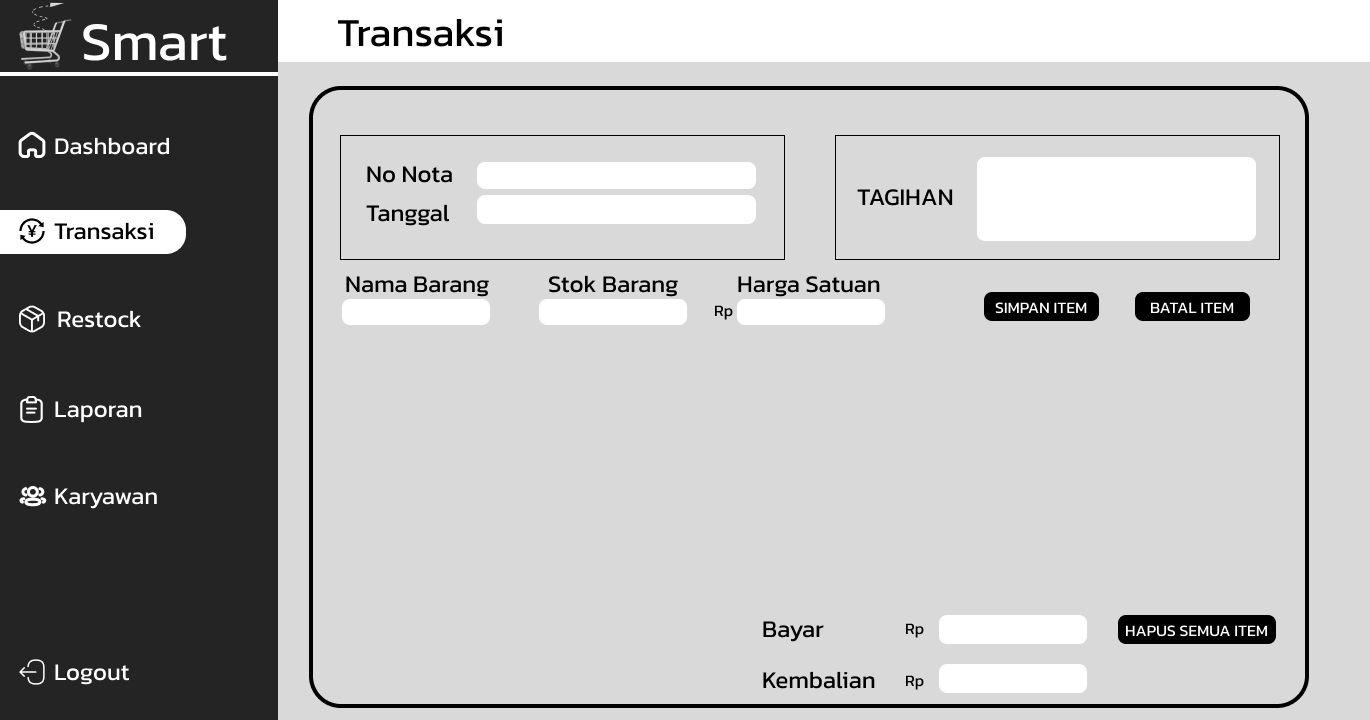 Smart
Transaksi
Dashboard
Transaksi
Restock
Laporan
Karyawan
Logout
No Nota
Tanggal
TAGIHAN
Nama Barang
Stok Barang
Harga Satuan
Rp
SIMPAN ITEM
BATAL ITEM
Bayar
Rp
HAPUS SEMUA ITEM
Kembalian
Rp